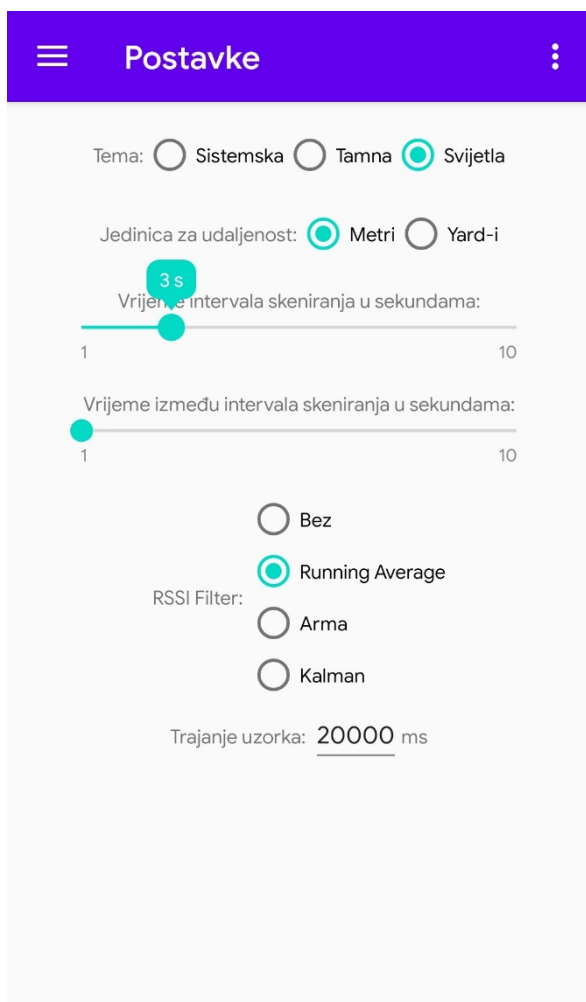 Postavke
Tema: Sistemska Tamna Svijetla
Jedinica za udaljenost: Metri Yard-i
3 s
Vrijeme intervala skeniranja u sekundama:
1 10
Vrijeme između intervala skeniranja u sekundama:
1 10
Bez
Running Average
RSSI Filter:
Arma
Kalman
Trajanje uzorka: 20000 ms